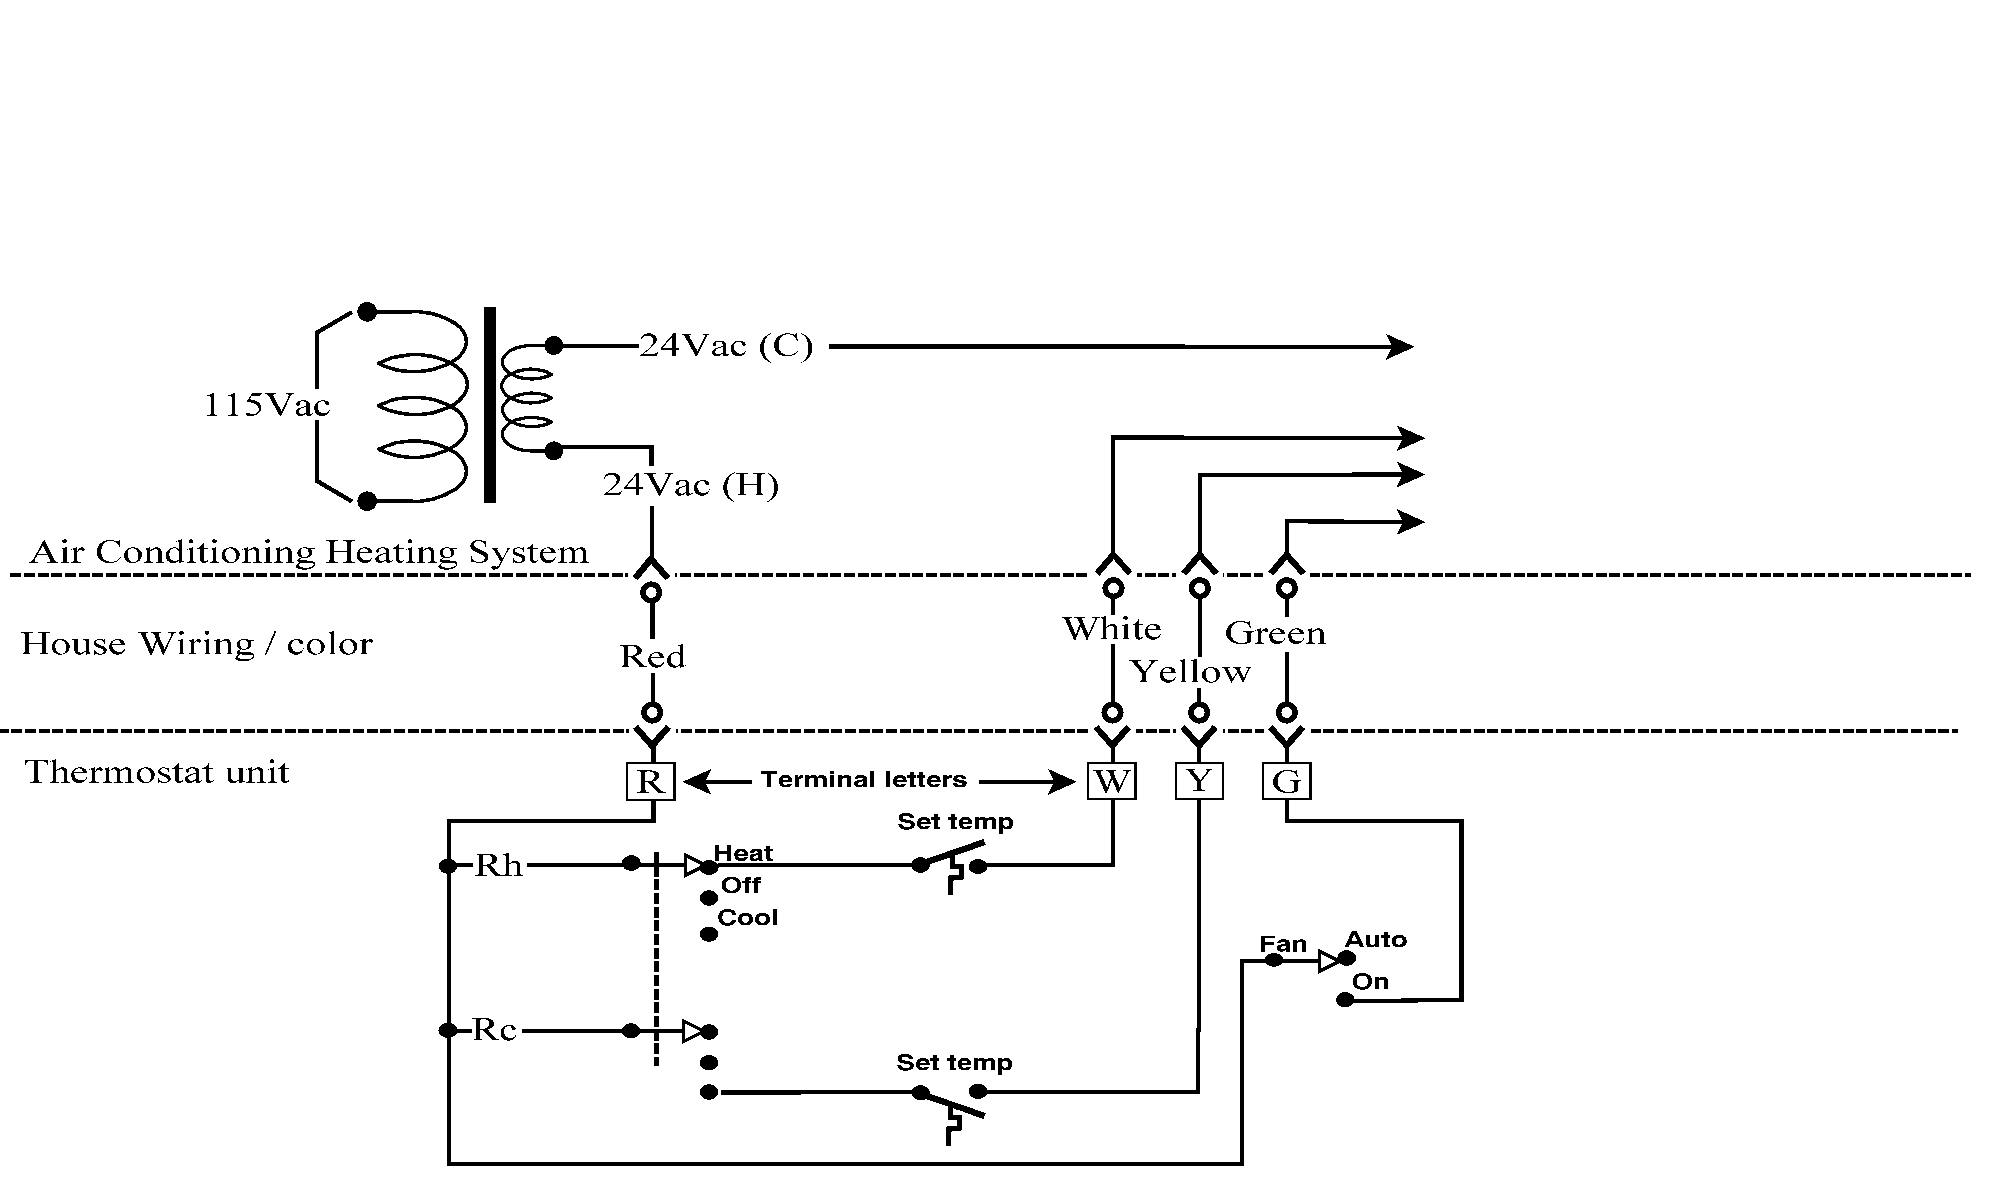 24Vac (C)
115Vac
24Vac (H)
Air Conditioning Heating System
House Wiring / color
Red
White
Yellow
Green
Thermostat unit
R
Terminal letters
W
Y
G
Set temp
Rh
Heat
Off
Cool
Fan
Auto
On
Rc
Set temp